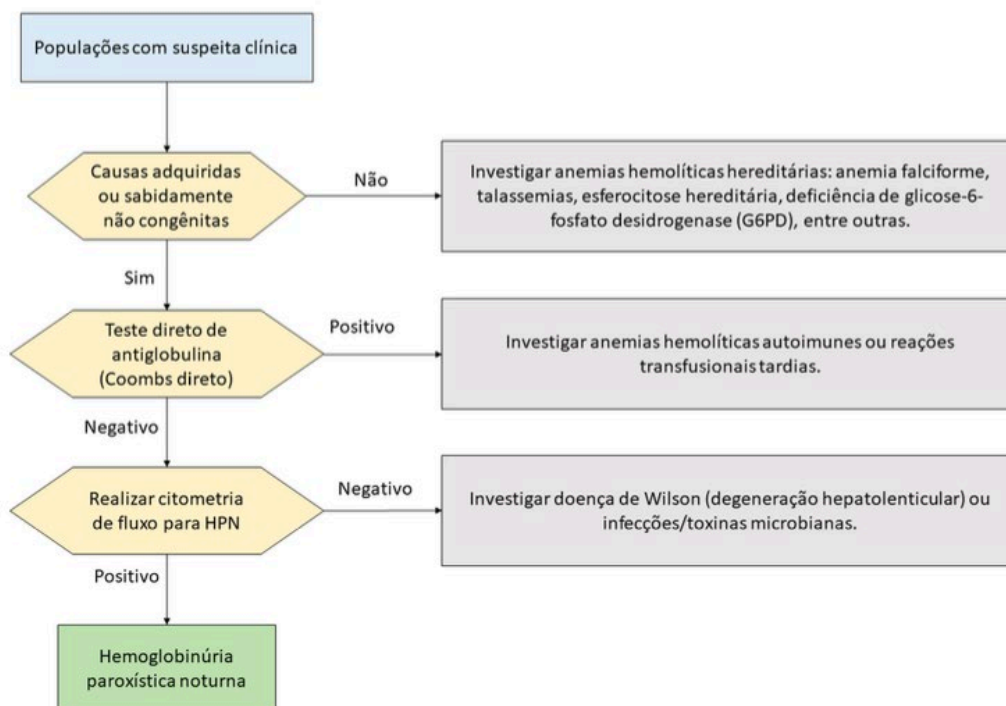 Populações com suspeita clínica
Causas adquiridas
ou sabidamente
não congênitas
Não
Investigar anemias hemolíticas hereditárias: anemia falciforme,
talassemias, esferocitose hereditária, deficiência de glicose-6-
fosfato desidrogenase (G6PD), entre outras.
Sim
Teste direto de
antiglobulina
(Coombs direto)
Positivo
Investigar anemias hemolíticas autoimunes ou reações
transfusionais tardias.
Negativo
Realizar citometria
de fluxo para HPN
Negativo
Investigar doença de Wilson (degeneração hepatolenticular) ou
infecções/toxinas microbianas.
Positivo
Hemoglobinúria
paroxística noturna